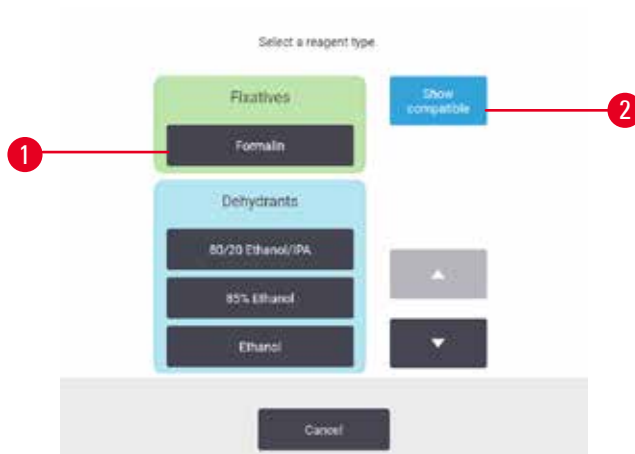 Select a reagent type
Fixatives
Show
compatible
2
1
Formalin
Dehydrants
80/20 Ethanol/IPA
85% Ethanol
Ethanol
Cancel